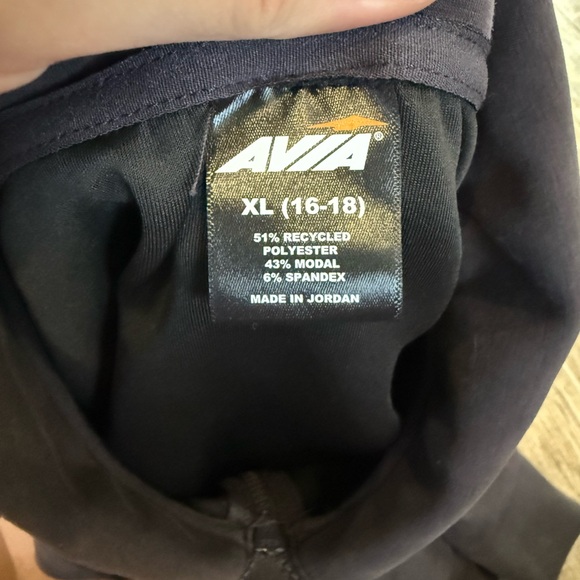 AVIA®
XL (16-18)
51% RECYCLED
POLYESTER
43% MODAL
6% SPANDEX
MADE IN JORDAN